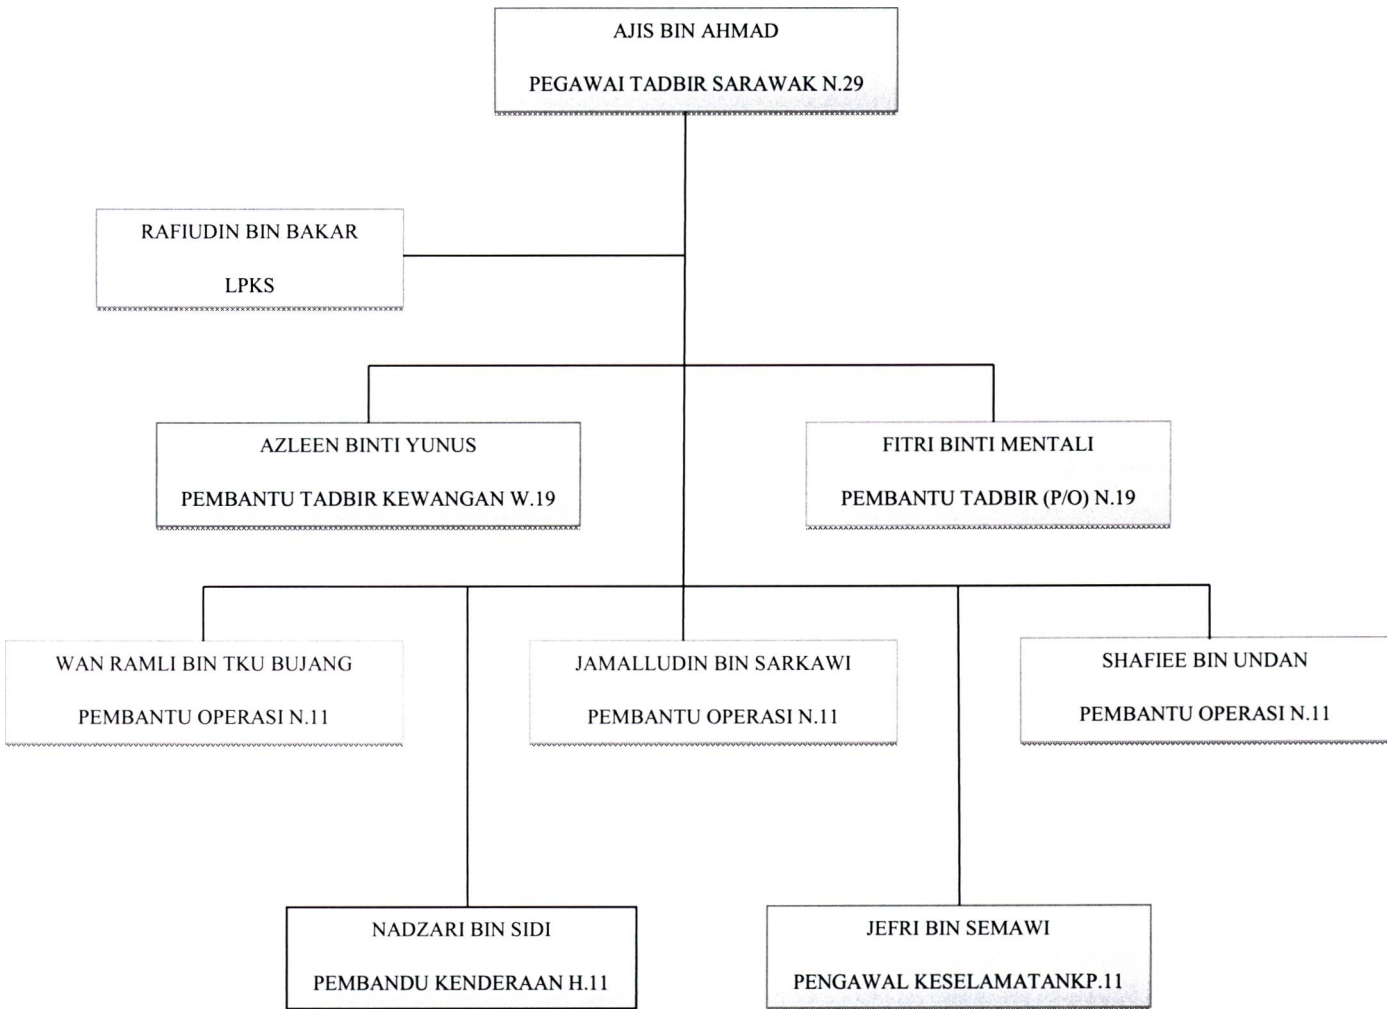 AJIS BIN AHMAD
PEGAWAI TADBIR SARAWAK N.29
RAFIUDIN BIN BAKAR
LPKS
AZLEEN BINTI YUNUS
PEMBANTU TADBIR KEWANGAN W.19
FITRI BINTI MENTALI
PEMBANTU TADBIR (P/O) N.19
WAN RAMLI BIN TKU BUJANG
PEMBANTU OPERASI N.11
JAMALLUDIN BIN SARKAWI
PEMBANTU OPERASI N.11
SHAFIEE BIN UNDAN
PEMBANTU OPERASI N.11
NADZARI BIN SIDI
PEMBANDU KENDERAAN H.11
JEFRI BIN SEMAWI
PENGAWAL KESELAMATANKP.11